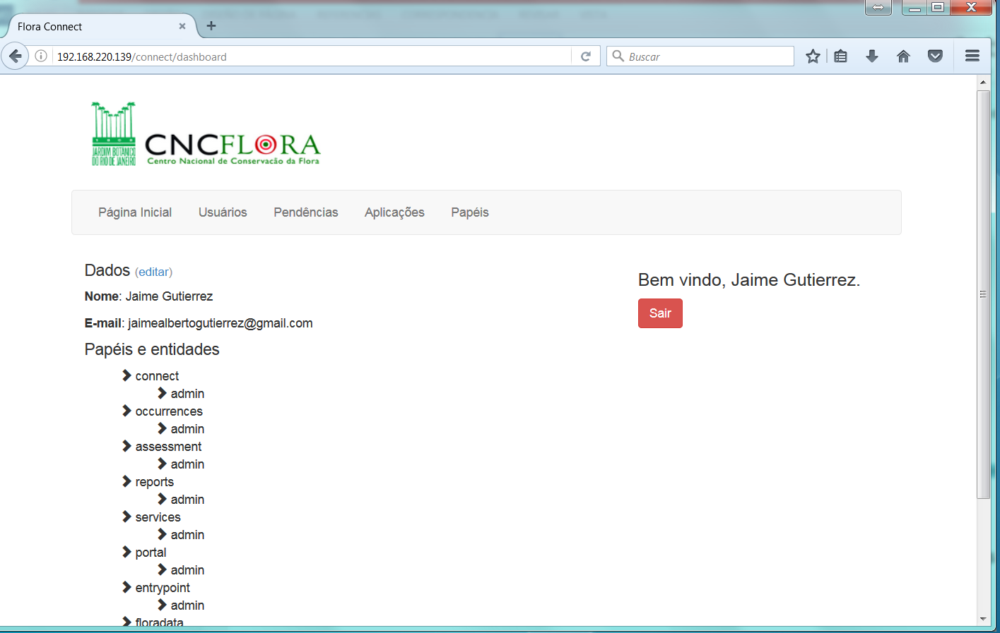 Flora Connect
192.168.220.139/connect/dashboard
Buscar
JARDIM BOTÂNICO
DO RIO DE JANEIRO
CNCFLORA
Centro Nacional de Conservacão da Flora
Página Inicial Usuários Pendências Aplicações Papéis
Dados (editar)
Nome: Jaime Gutierrez
E-mail: jaimealbertogutierrez@gmail.com
Bem vindo, Jaime Gutierrez.
Sair
Papéis e entidades
connect
admin
occurrences
admin
assessment
admin
reports
admin
services
admin
portal
admin
entrypoint
admin
floradata